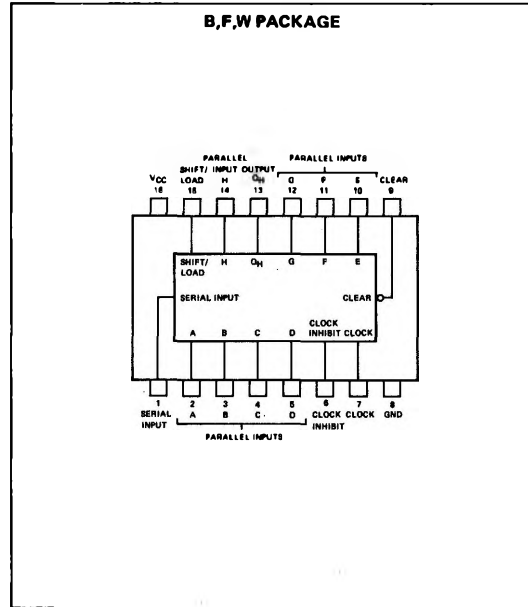 B,F,W PACKAGE
PARALLEL PARALLEL INPUTS
VCC SHIFT/ INPUT OUTPUT
LOAD H QH G F E CLEAR
16 15 14 13 12 11 10 9
SHIFT/ H QH G F E
LOAD
SERIAL INPUT CLEAR
CLOCK
A B C D INHIBIT CLOCK
1 2 3 4 5 6 7 8
SERIAL A B C D CLOCK CLOCK GND
INPUT INHIBIT
PARALLEL INPUTS